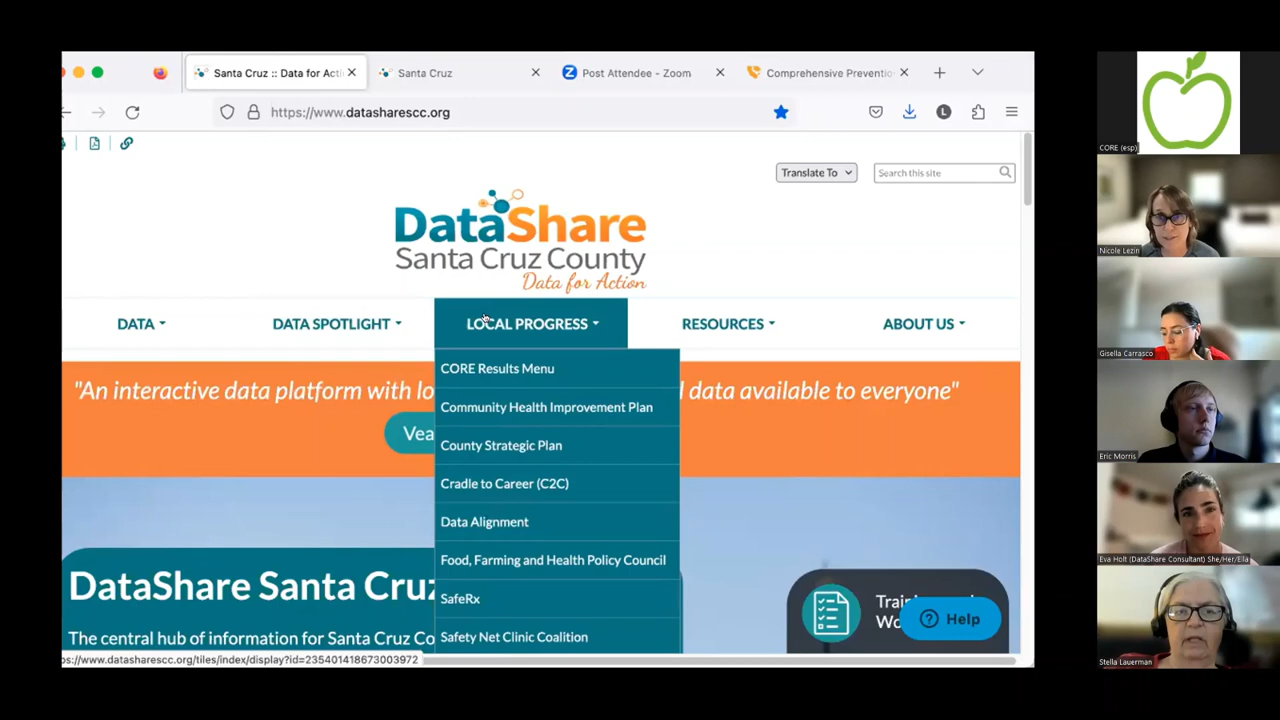 Santa Cruz :: Data for Acti
Santa Cruz
Post Attendee - Zoom
Comprehensive Preventio
https://www.datasharescc.org
Translate To
Search this site
DataShare
Santa Cruz County
Data for Action
DATA
DATA SPOTLIGHT
LOCAL PROGRESS
RESOURCES
ABOUT US
CORE Results Menu
Community Health Improvement Plan
County Strategic Plan
Cradle to Career (C2C)
Data Alignment
Food, Farming and Health Policy Council
SafeRx
Safety Net Clinic Coalition
"An interactive data platform with lo d data available to everyone"
Vea
DataShare Santa Cruz
The central hub of information for Santa Cruz Co
Wo
Help
ps://www.datasharescc.org/tiles/index/display?id=235401418673003972
CORE (esp)
Nicole Lezin
Gisella Carrasco
Eric Morris
Eva Holt (DataShare Consultant) She/Her/Ella
Stella Lauerman